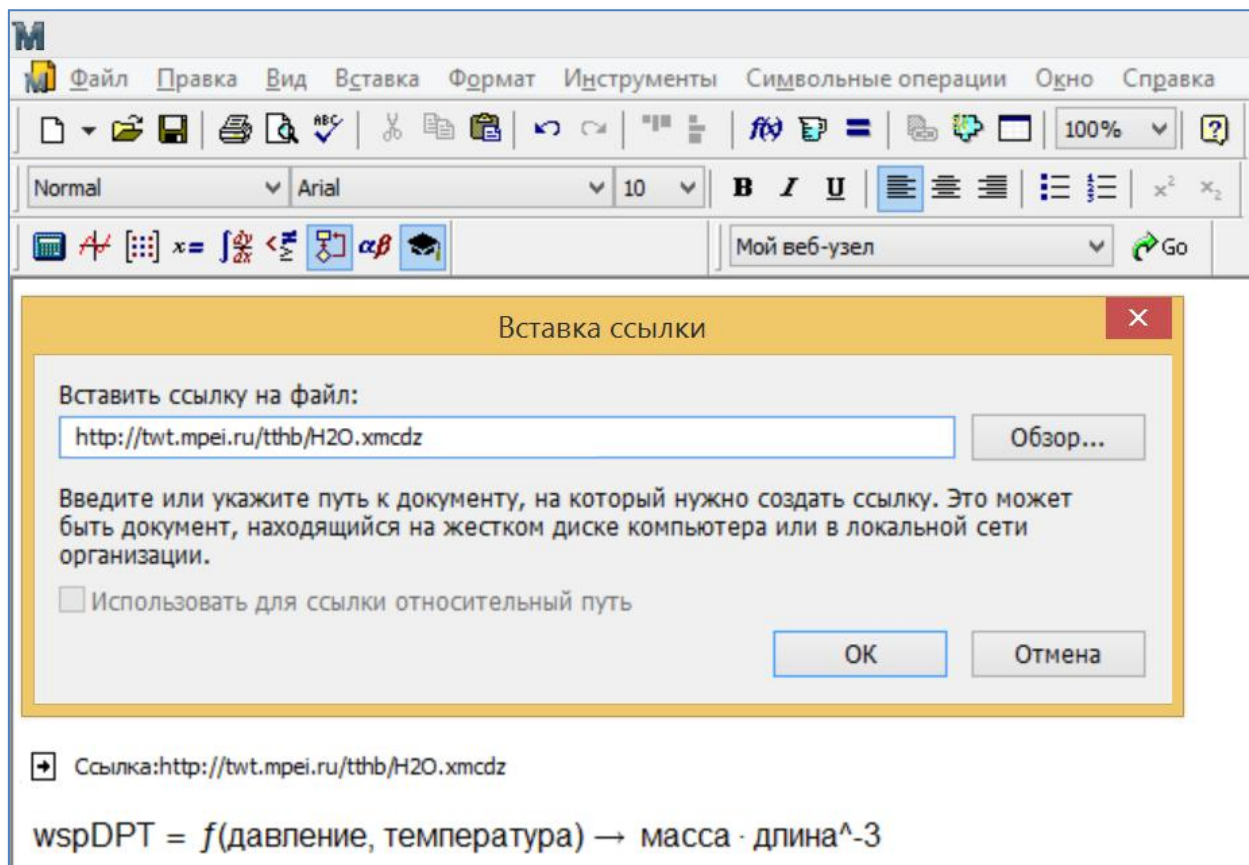 Файл Правка Вид Вставка Формат Инструменты Символьные операции Окно Справка
ABC f(x) 100%
Normal Arial 10 B I U x² x₂
x= ∫dy/dx <≠≥ αβ Мой веб-узел Go
Вставка ссылки
Вставить ссылку на файл:
http://twt.mpei.ru/tthb/H2O.xmcdz Обзор...
Введите или укажите путь к документу, на который нужно создать ссылку. Это может
быть документ, находящийся на жестком диске компьютера или в локальной сети
организации.
Использовать для ссылки относительный путь
ОК Отмена
Ссылка:http://twt.mpei.ru/tthb/H2O.xmcdz
wspDPT = f(давление, температура) → масса · длина^-3